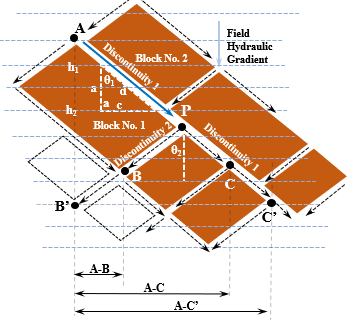 A
Field
Hydraulic
Gradient
Discontinuity 1
Block No. 2
h₁
θ₁
a
d
a
c
h₂
P
Block No. 1
Discontinuity 2
Discontinuity 1
θ₂
B
C
B’
C’
A-B
A-C
A-C’